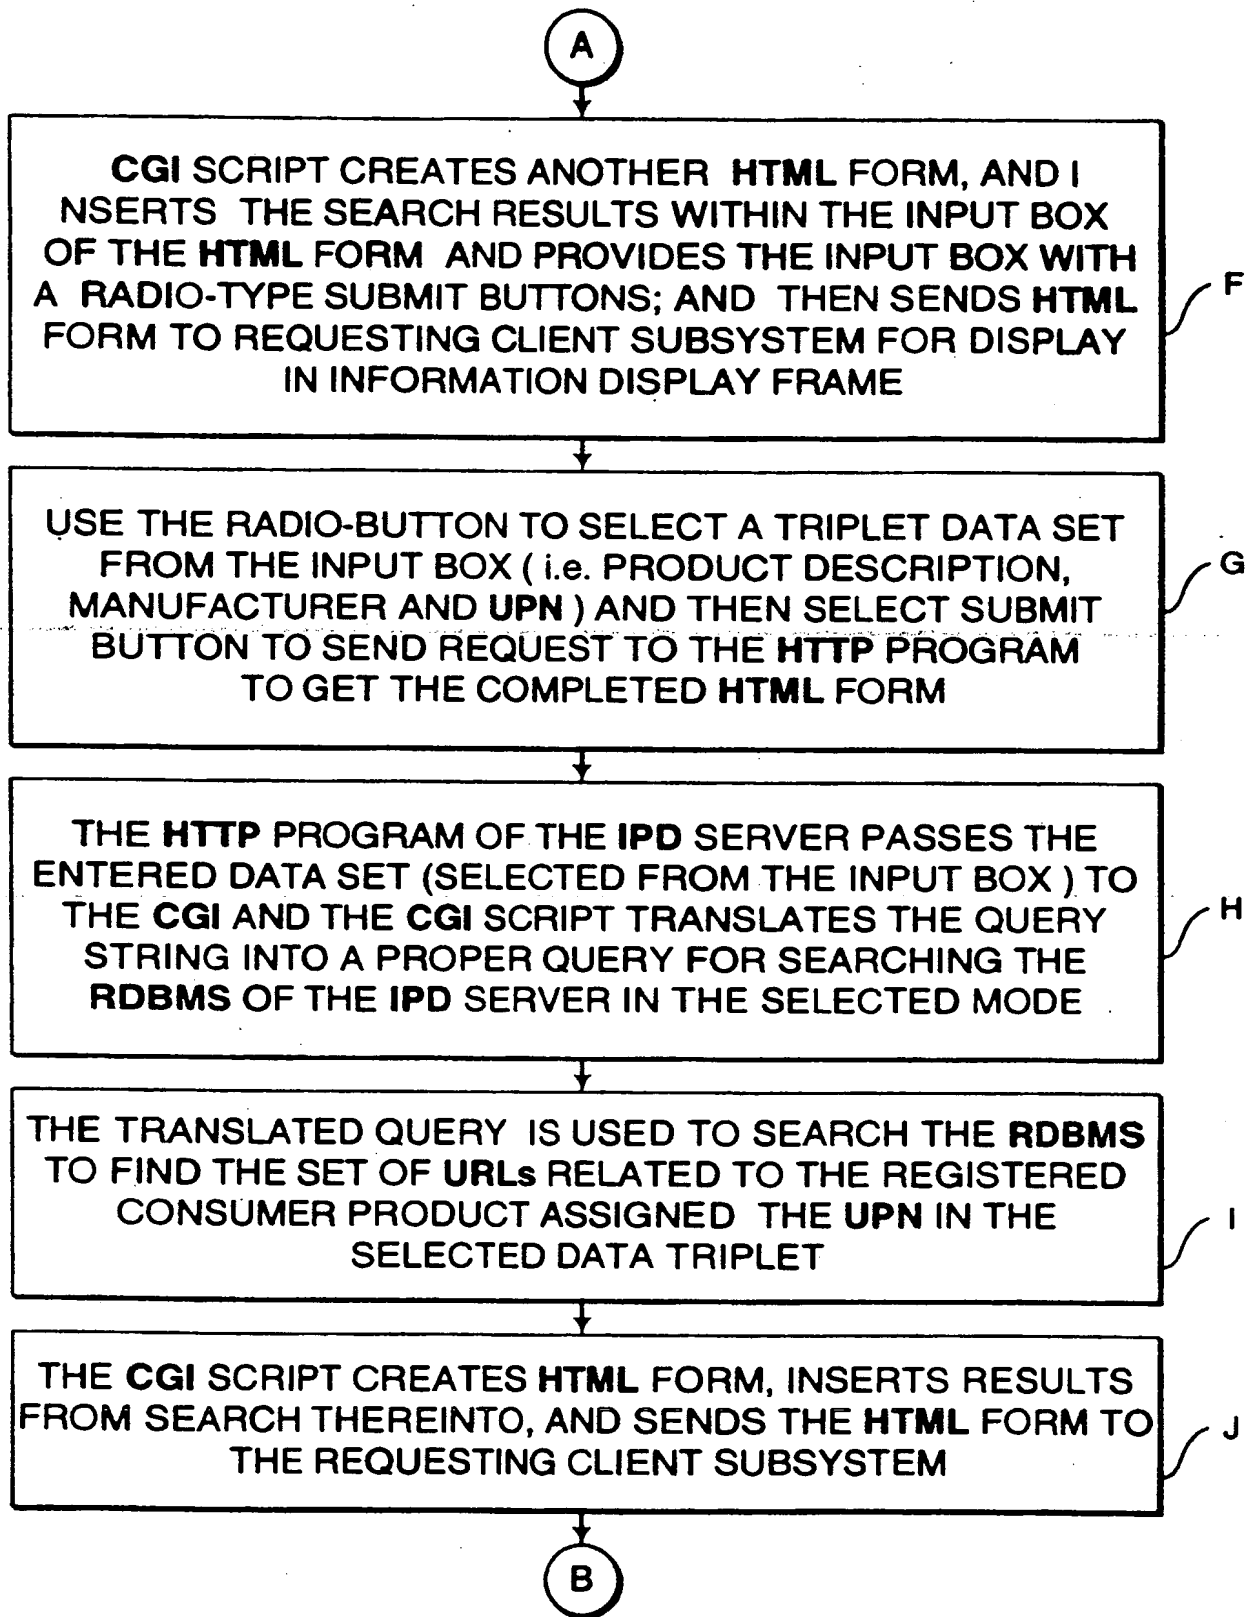 A
CGI SCRIPT CREATES ANOTHER HTML FORM, AND I
NSERTS THE SEARCH RESULTS WITHIN THE INPUT BOX
OF THE HTML FORM AND PROVIDES THE INPUT BOX WITH
A RADIO-TYPE SUBMIT BUTTONS; AND THEN SENDS HTML
FORM TO REQUESTING CLIENT SUBSYSTEM FOR DISPLAY
IN INFORMATION DISPLAY FRAME
F
USE THE RADIO-BUTTON TO SELECT A TRIPLET DATA SET
FROM THE INPUT BOX ( i.e. PRODUCT DESCRIPTION,
MANUFACTURER AND UPN ) AND THEN SELECT SUBMIT
BUTTON TO SEND REQUEST TO THE HTTP PROGRAM
TO GET THE COMPLETED HTML FORM
G
THE HTTP PROGRAM OF THE IPD SERVER PASSES THE
ENTERED DATA SET (SELECTED FROM THE INPUT BOX ) TO
THE CGI AND THE CGI SCRIPT TRANSLATES THE QUERY
STRING INTO A PROPER QUERY FOR SEARCHING THE
RDBMS OF THE IPD SERVER IN THE SELECTED MODE
H
THE TRANSLATED QUERY IS USED TO SEARCH THE RDBMS
TO FIND THE SET OF URLs RELATED TO THE REGISTERED
CONSUMER PRODUCT ASSIGNED THE UPN IN THE
SELECTED DATA TRIPLET
I
THE CGI SCRIPT CREATES HTML FORM, INSERTS RESULTS
FROM SEARCH THEREINTO, AND SENDS THE HTML FORM TO
THE REQUESTING CLIENT SUBSYSTEM
J
B